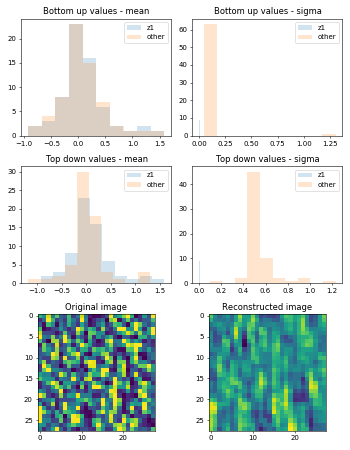 Bottom up values - mean
Bottom up values - sigma
z1
other
z1
other
20
15
10
5
0
60
50
40
30
20
10
0
−1.0 −0.5 0.0 0.5 1.0 1.5
0.00 0.25 0.50 0.75 1.00 1.25
Top down values - mean
Top down values - sigma
z1
other
z1
other
30
25
20
15
10
5
0
40
30
20
10
0
−1.0 −0.5 0.0 0.5 1.0 1.5
0.0 0.2 0.4 0.6 0.8 1.0 1.2
Original image
Reconstructed image
0
5
10
15
20
25
0
5
10
15
20
25
0 10 20
0 10 20